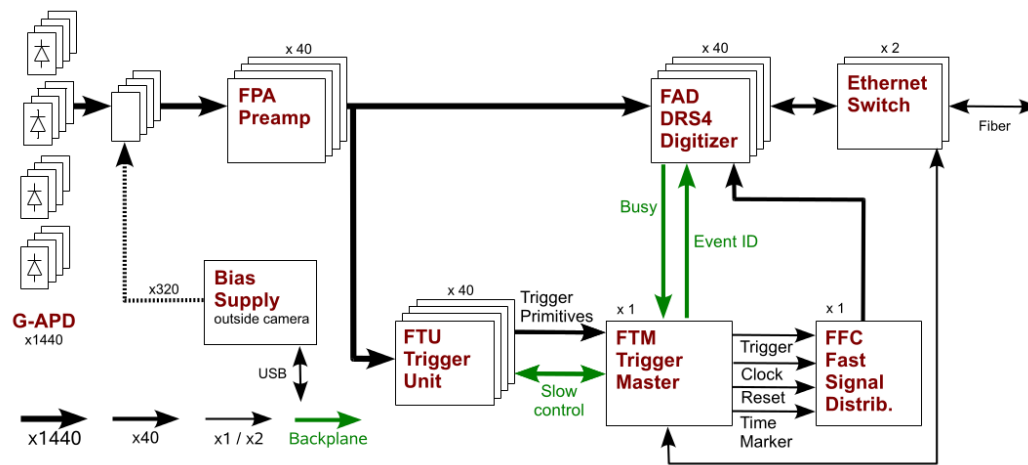 x 40
FPA
Preamp
x 40
FAD
DRS4
Digitizer
x 2
Ethernet
Switch
Fiber
Busy
Event ID
G-APD
x1440
x320
Bias
Supply
outside camera
USB
x 40
FTU
Trigger
Unit
Trigger
Primitives
Slow
control
x 1
FTM
Trigger
Master
Trigger
Clock
Reset
Time
Marker
x 1
FFC
Fast
Signal
Distrib.
x1440
x40
x1 / x2
Backplane